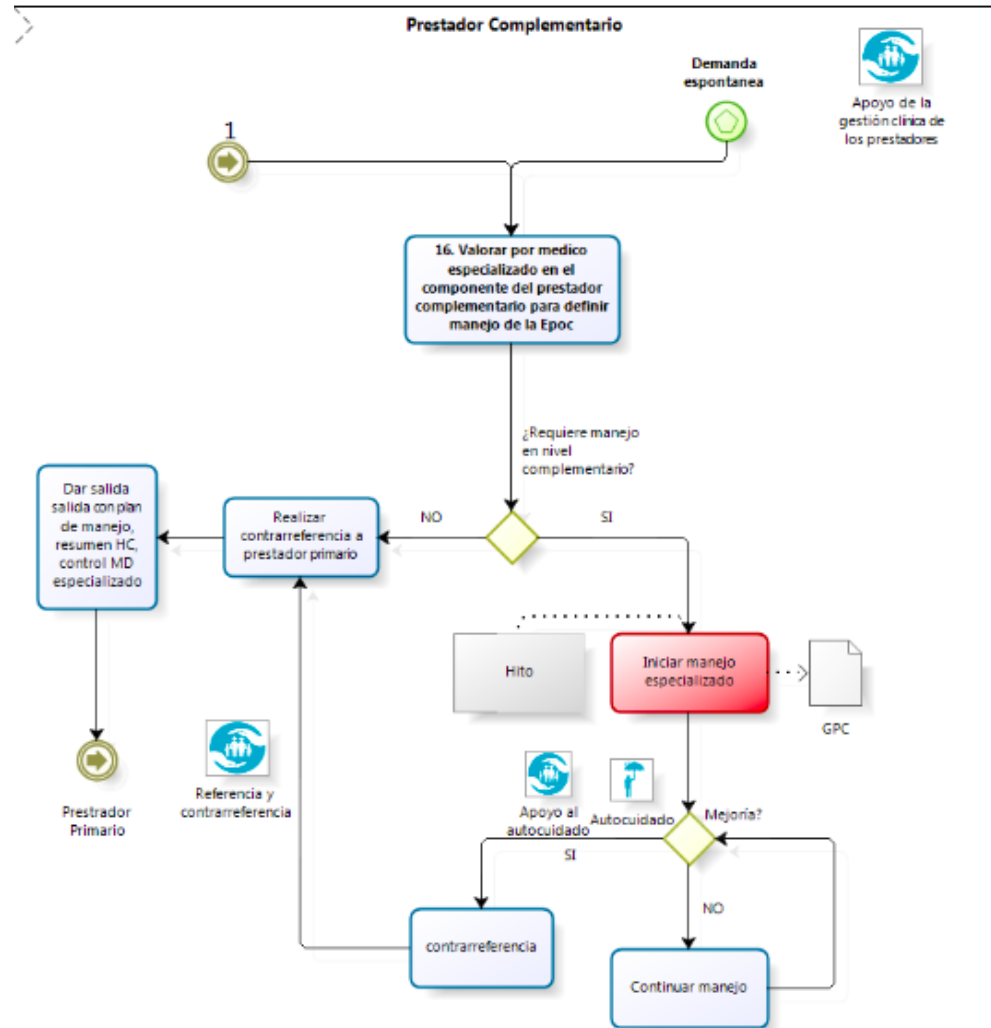 Prestador Complementario
Demanda
espontanea
Apoyo de la
gestión clínica de
los prestadores
1
16. Valorar por medico
especializado en el
componente del prestador
complementario para definir
manejo de la Epoc
¿Requiere manejo
en nivel
complementario?
NO
SI
Realizar
contrarreferencia a
prestador primario
Dar salida
salida con plan
de manejo,
resumen HC,
control MD
especializado
Hito
Iniciar manejo
especializado
GPC
Referencia y
contrarreferencia
Prestrador
Primario
Apoyo al
autocuidado
Autocuidado
Mejoría?
SI
NO
contrarreferencia
Continuar manejo